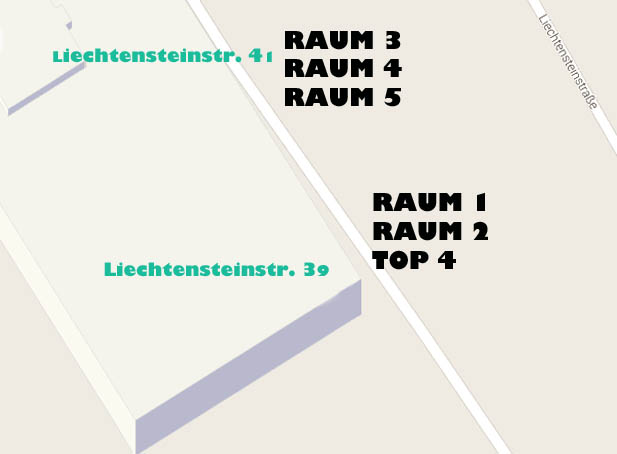 Liechtensteinstr. 41
RAUM 3
RAUM 4
RAUM 5
Liechtensteinstraße
RAUM 1
RAUM 2
TOP 4
Liechtensteinstr. 39